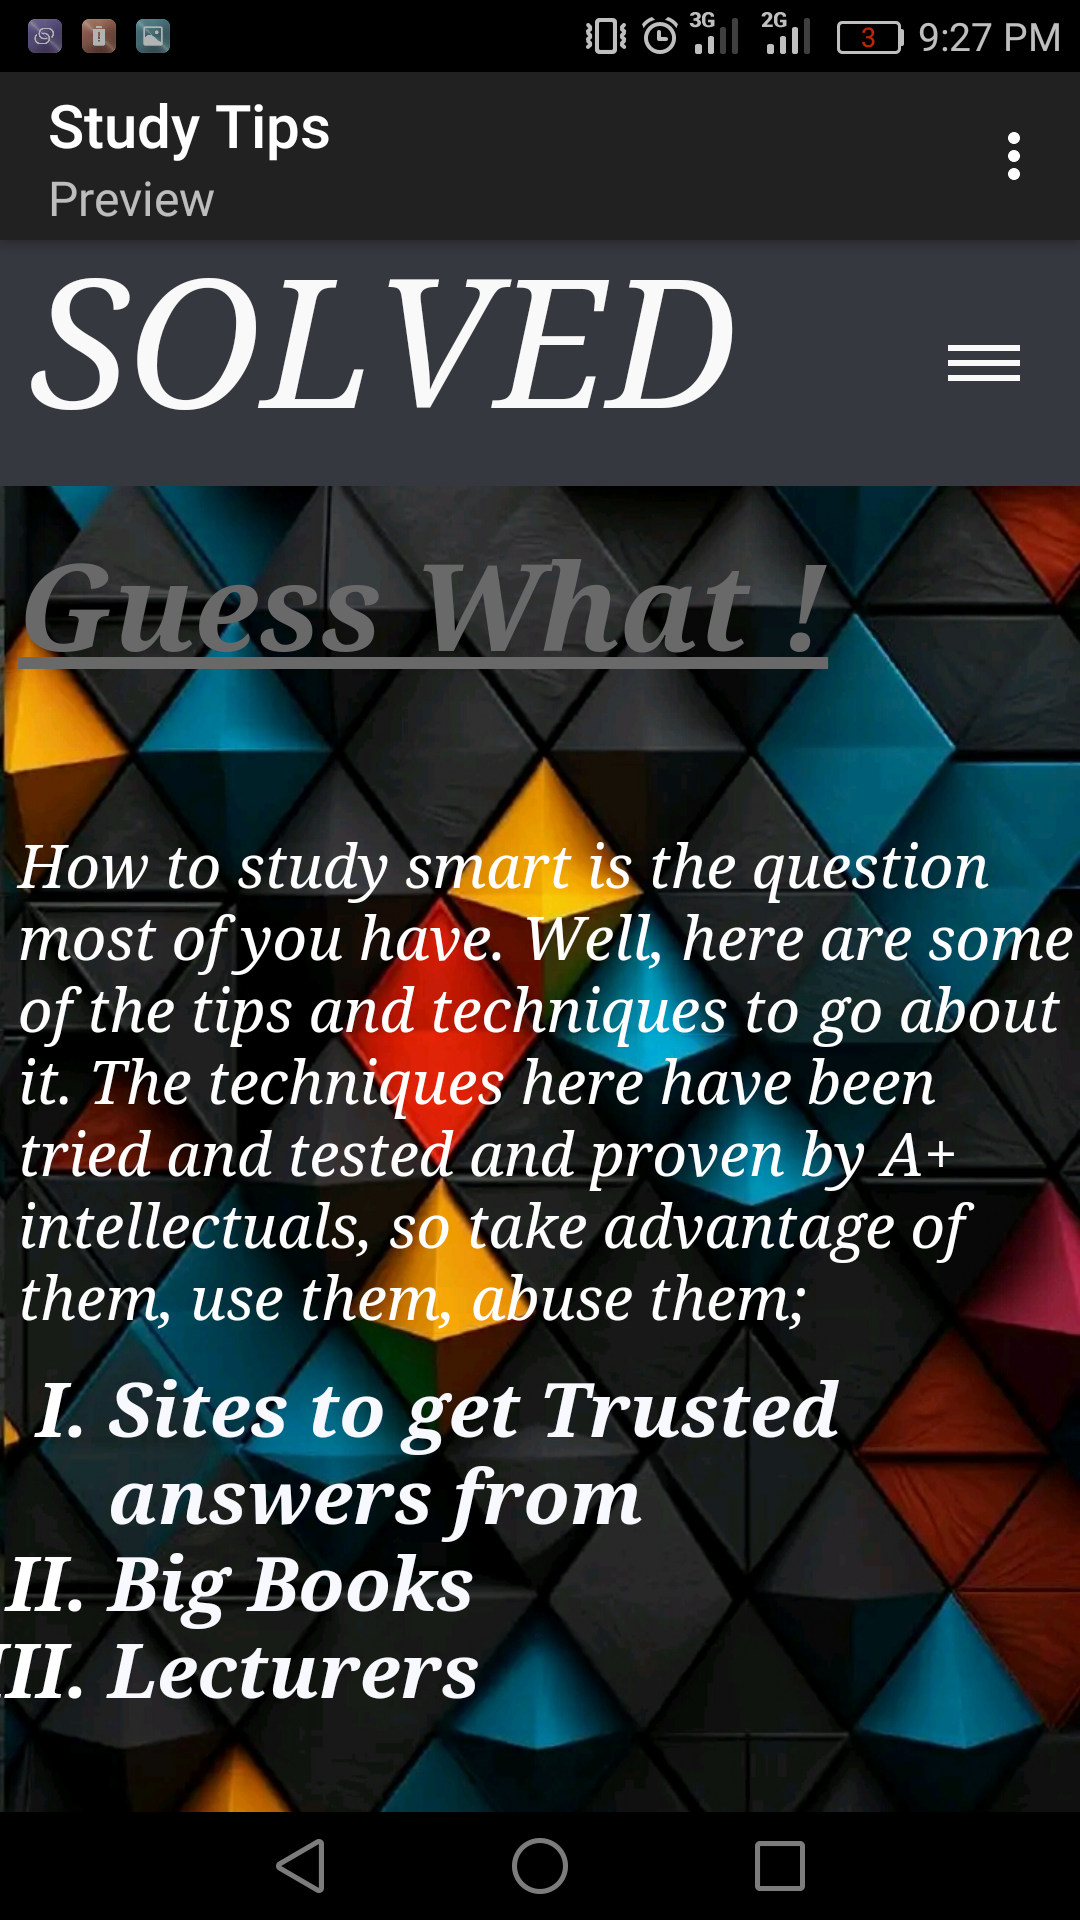 3G 2G 3 9:27 PM
Study Tips
Preview
SOLVED
Guess What !
How to study smart is the question
most of you have. Well, here are some
of the tips and techniques to go about
it. The techniques here have been
tried and tested and proven by A+
intellectuals, so take advantage of
them, use them, abuse them;
I. Sites to get Trusted
answers from
II. Big Books
III. Lecturers